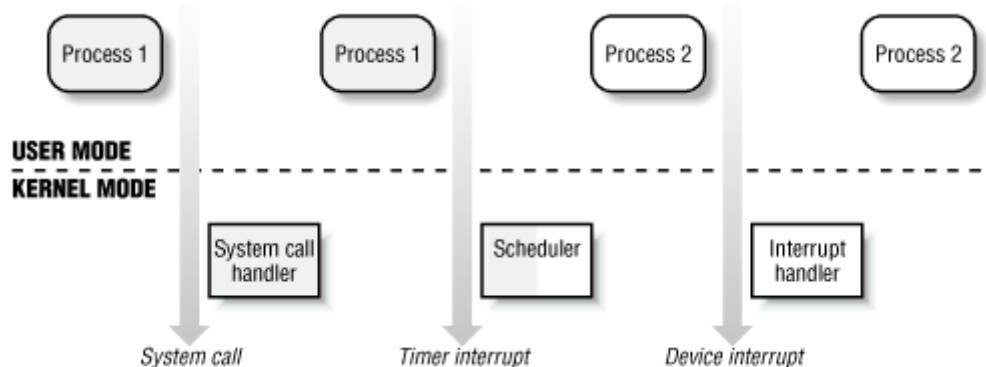 Process 1
Process 1
Process 2
Process 2
USER MODE
KERNEL MODE
System call
handler
Scheduler
Interrupt
handler
System call
Timer interrupt
Device interrupt